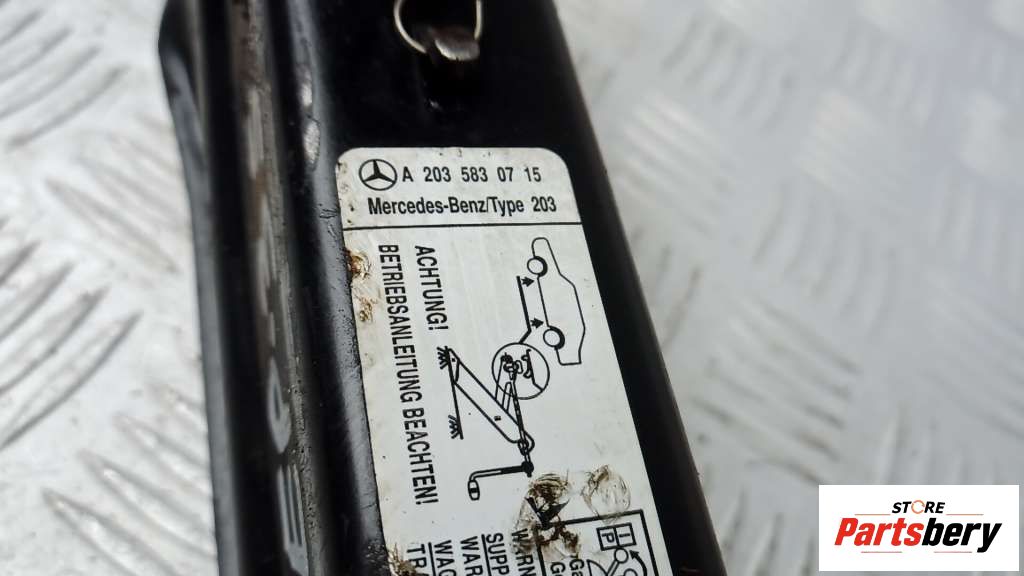 A 203 583 07 15
Mercedes-Benz/Type 203
ACHTUNG!
BETRIEBSANLEITUNG BEACHTEN!
P
STORE
Partsbery